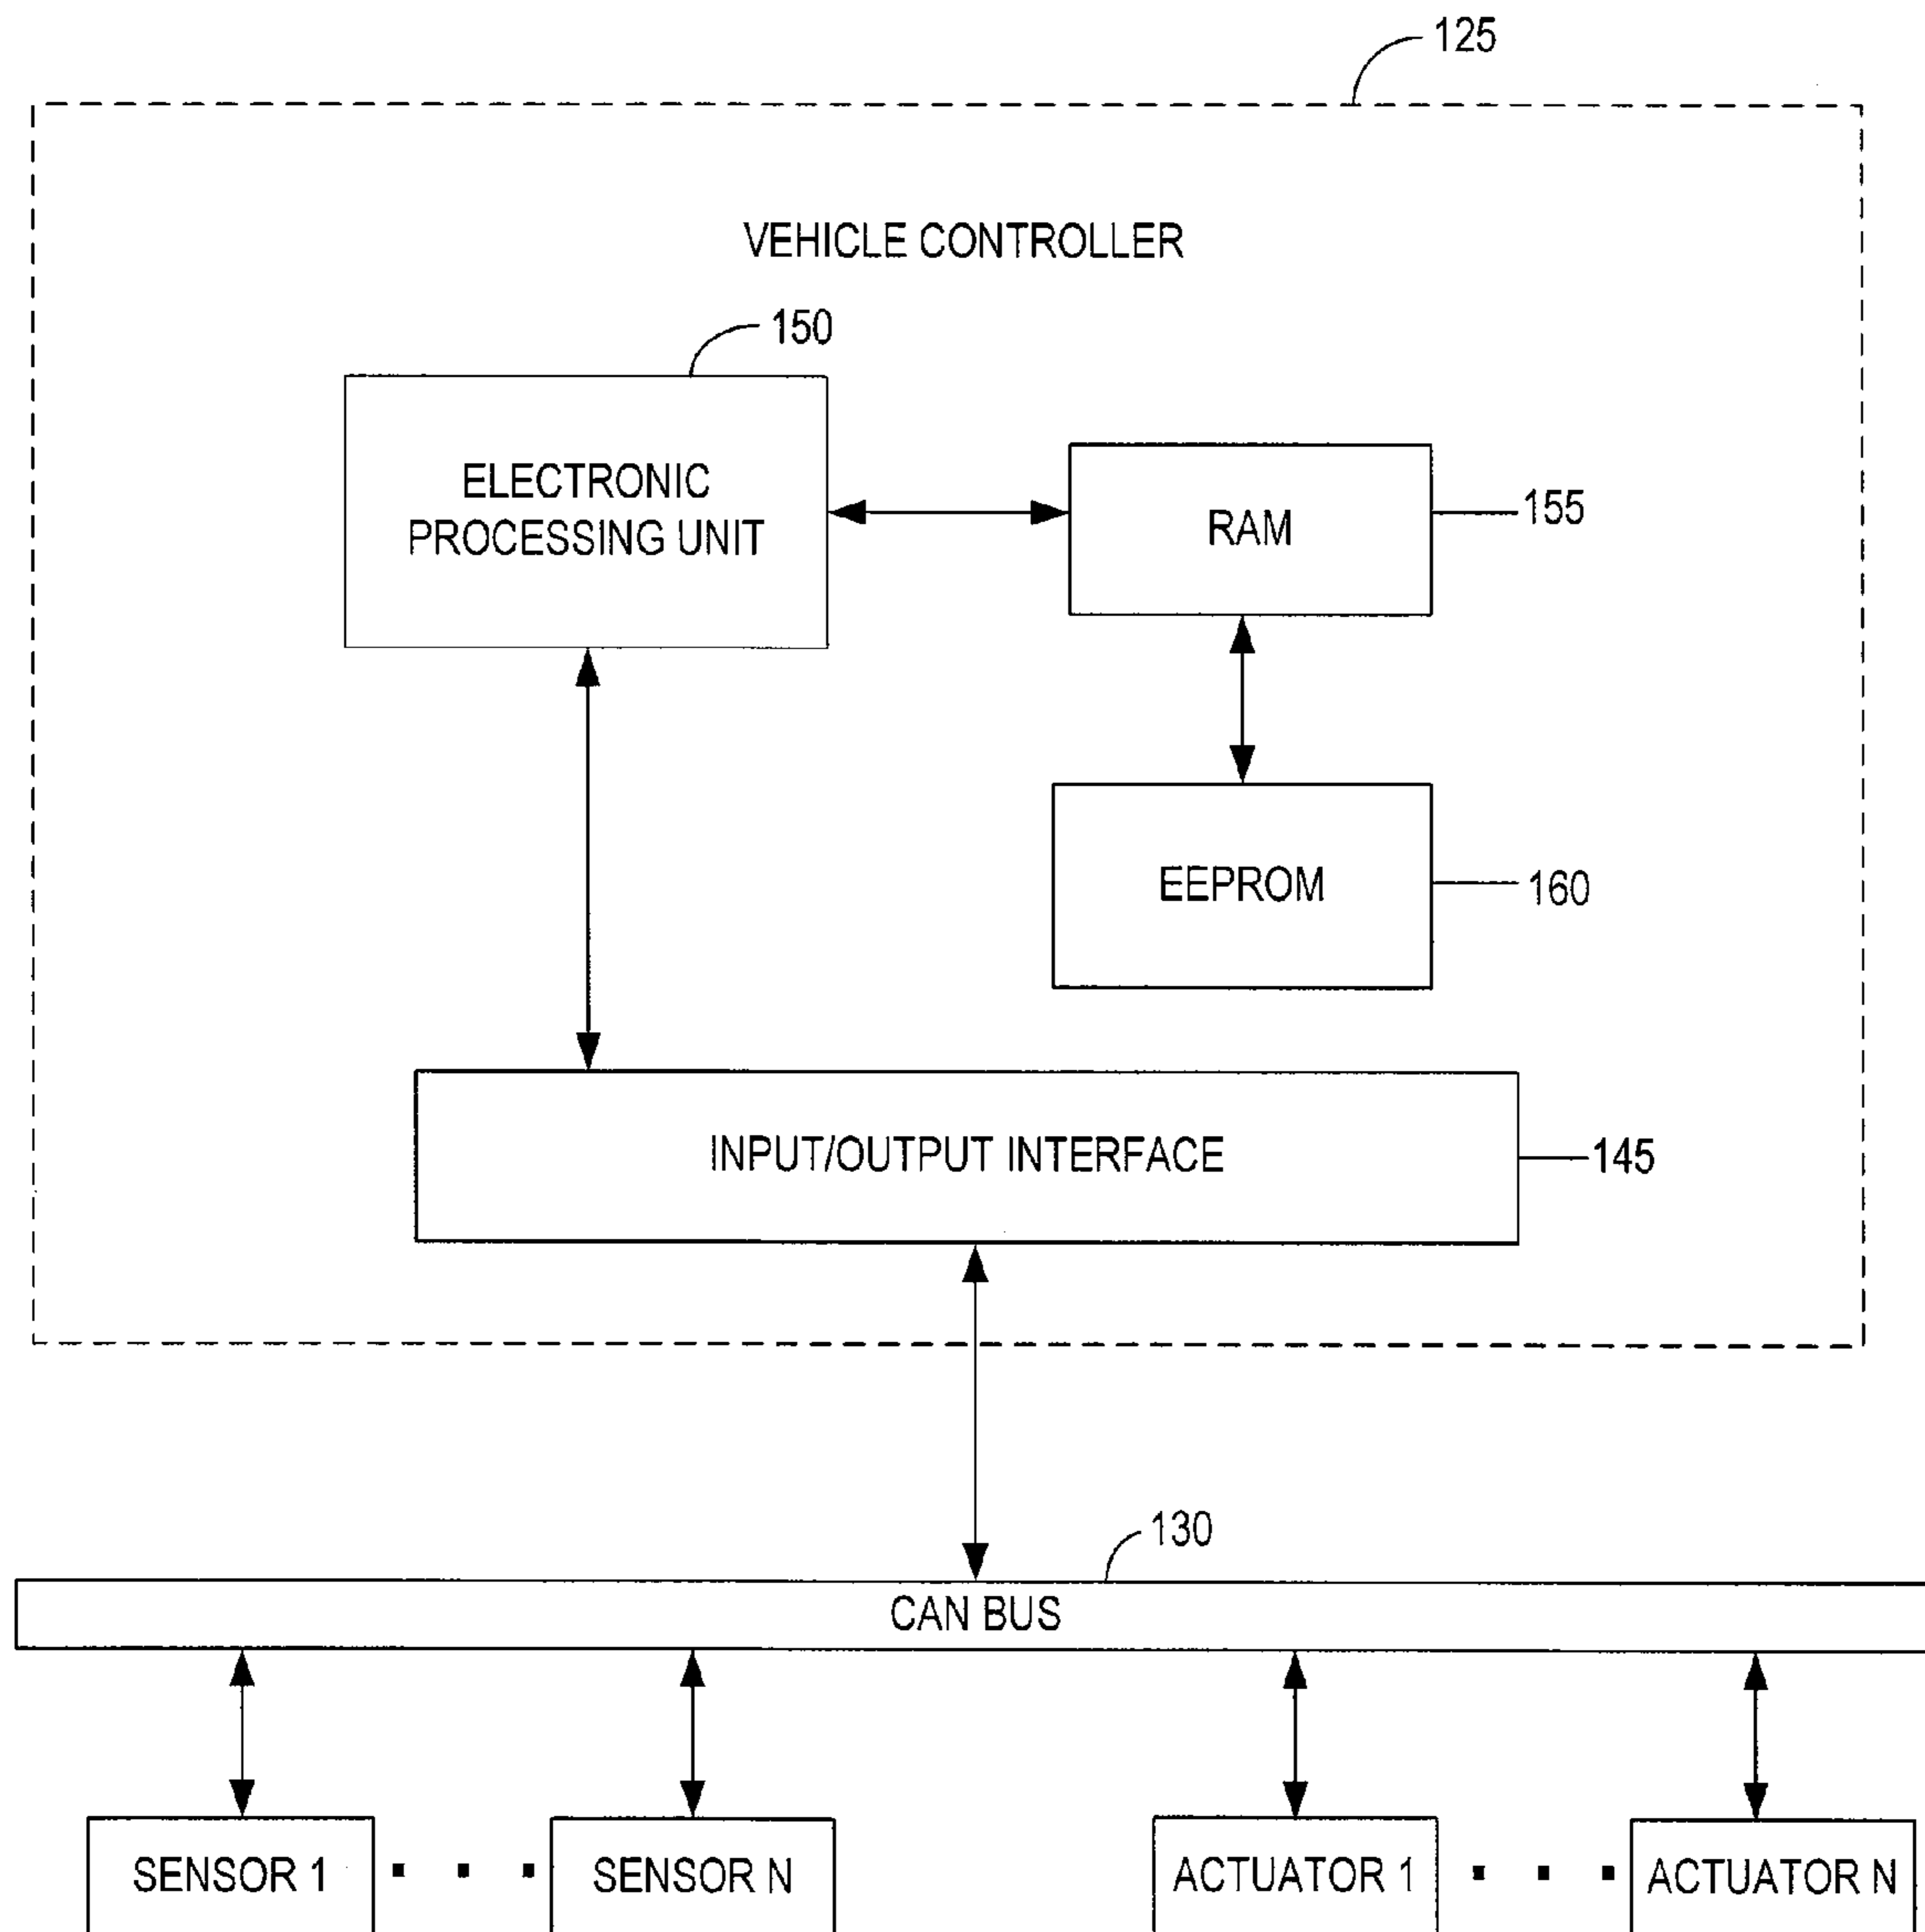 125
VEHICLE CONTROLLER
150
ELECTRONIC
PROCESSING UNIT
RAM
155
EEPROM
160
INPUT/OUTPUT INTERFACE
145
130
CAN BUS
SENSOR 1
SENSOR N
ACTUATOR 1
ACTUATOR N